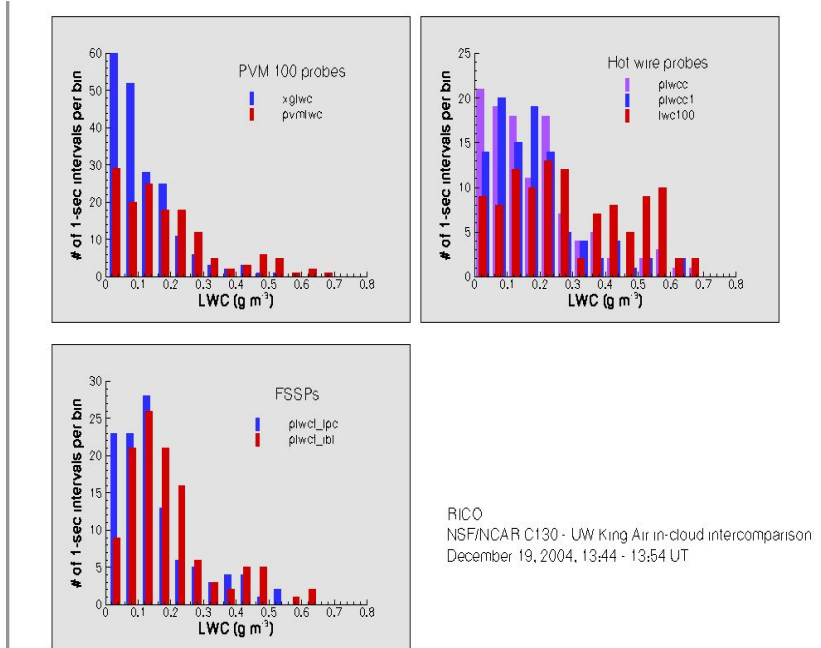 PVM 100 probes
xglwc
pvmlwc
# of 1-sec intervals per bin
60
50
40
30
20
10
0
0 0.1 0.2 0.3 0.4 0.5 0.6 0.7 0.8
LWC (g m⁻³)
Hot wire probes
plwcc
plwcc1
lwc100
# of 1-sec intervals per bin
25
20
15
10
5
0
0 0.1 0.2 0.3 0.4 0.5 0.6 0.7 0.8
LWC (g m⁻³)
FSSPs
plwcf_lpc
plwcf_ibl
# of 1-sec intervals per bin
30
25
20
15
10
5
0
0 0.1 0.2 0.3 0.4 0.5 0.6 0.7 0.8
LWC (g m⁻³)
RICO
NSF/NCAR C130 - UW King Air in-cloud intercomparison
December 19, 2004, 13:44 - 13:54 UT